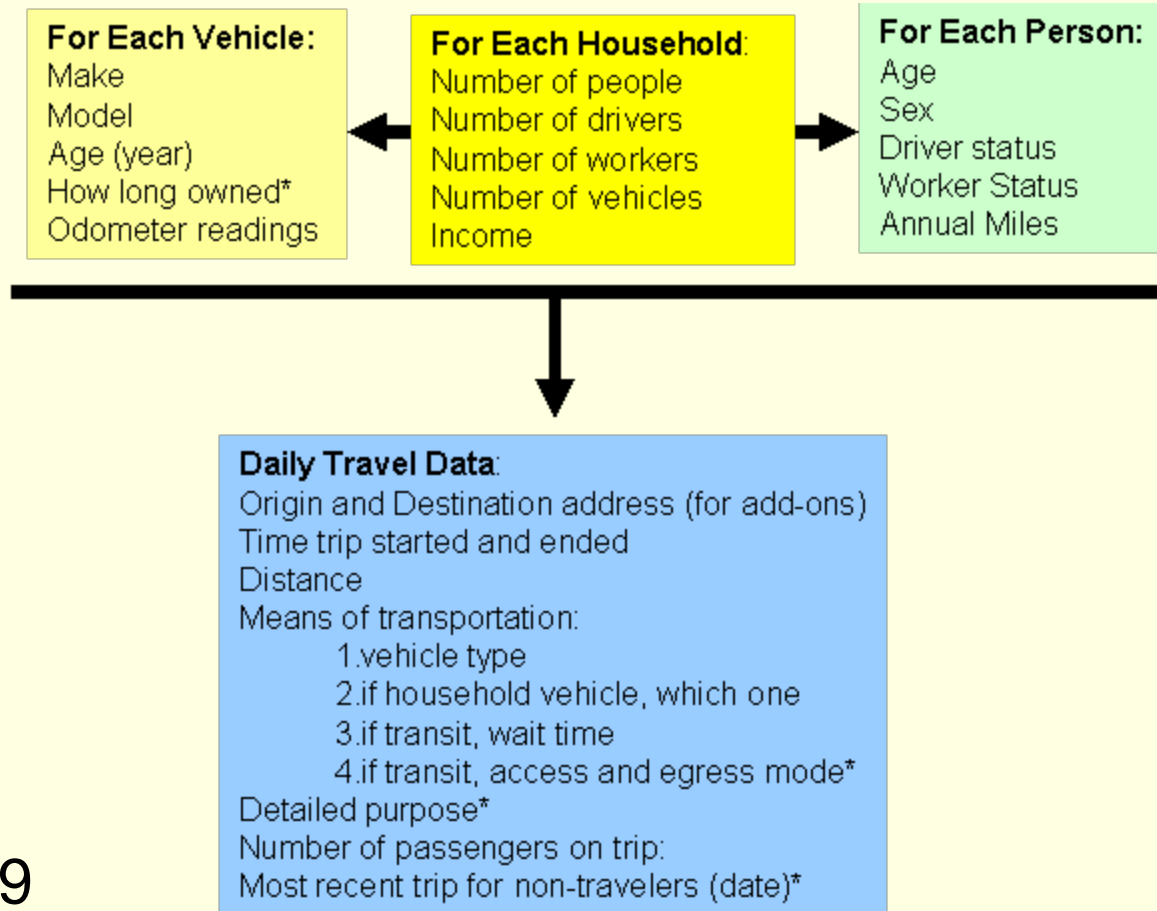 For Each Vehicle:
Make
Model
Age (year)
How long owned*
Odometer readings
For Each Household:
Number of people
Number of drivers
Number of workers
Number of vehicles
Income
For Each Person:
Age
Sex
Driver status
Worker Status
Annual Miles
Daily Travel Data:
Origin and Destination address (for add-ons)
Time trip started and ended
Distance
Means of transportation:
1.vehicle type
2.if household vehicle, which one
3.if transit, wait time
4.if transit, access and egress mode*
Detailed purpose*
Number of passengers on trip:
Most recent trip for non-travelers (date)*
9